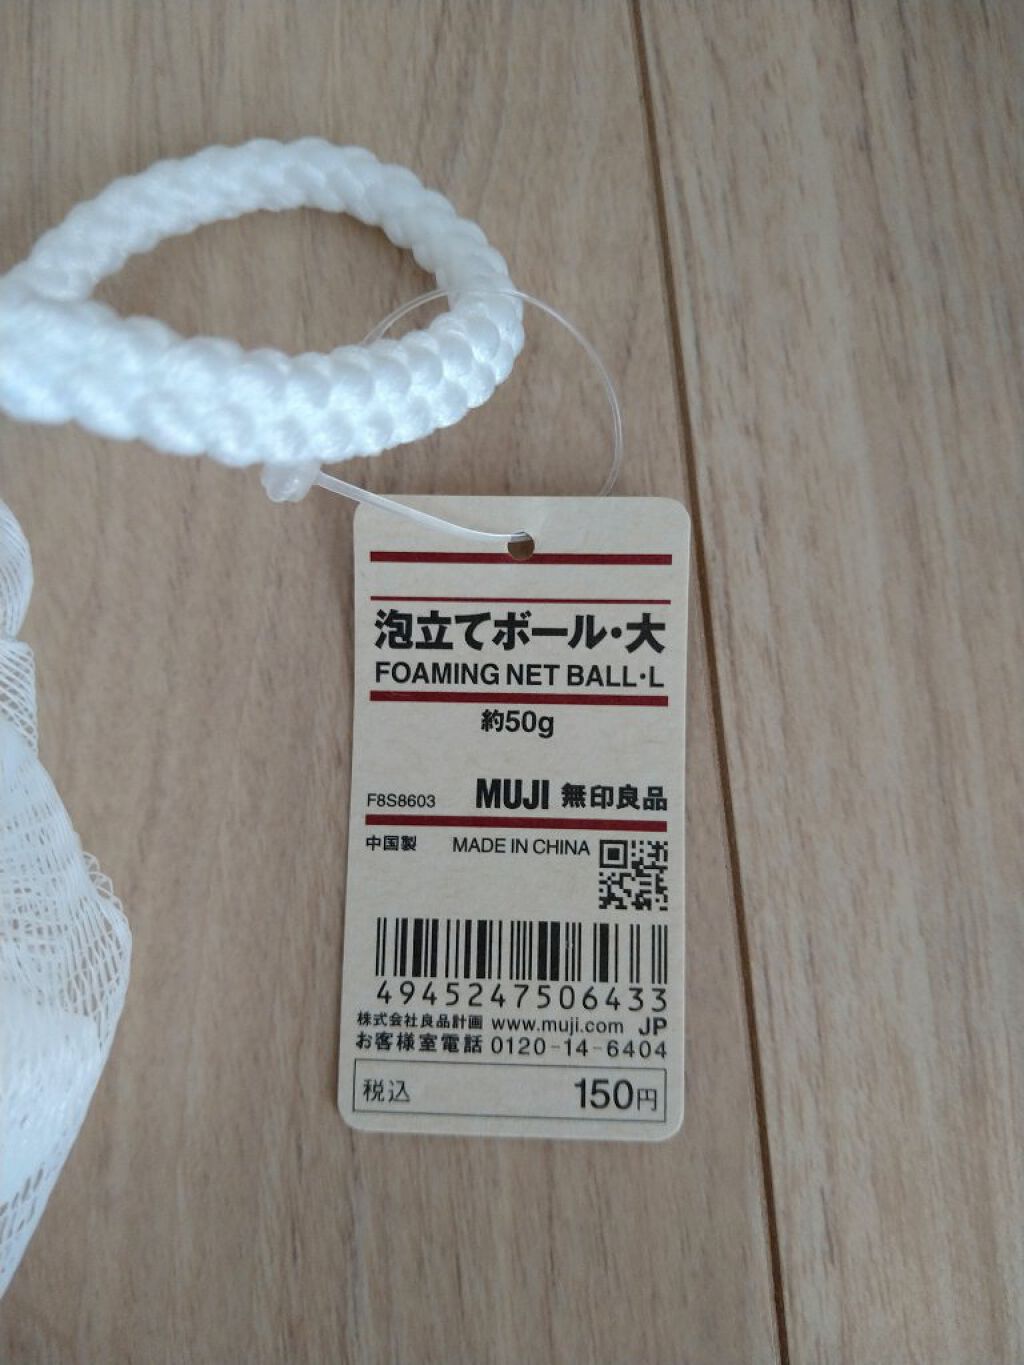 泡立てボール・大
FOAMING NET BALL・L
約50g
F8S8603 MUJI 無印良品
中国製 MADE IN CHINA
4945247506433
株式会社良品計画 www.muji.com JP
お客様室電話 0120-14-6404
税込 150円